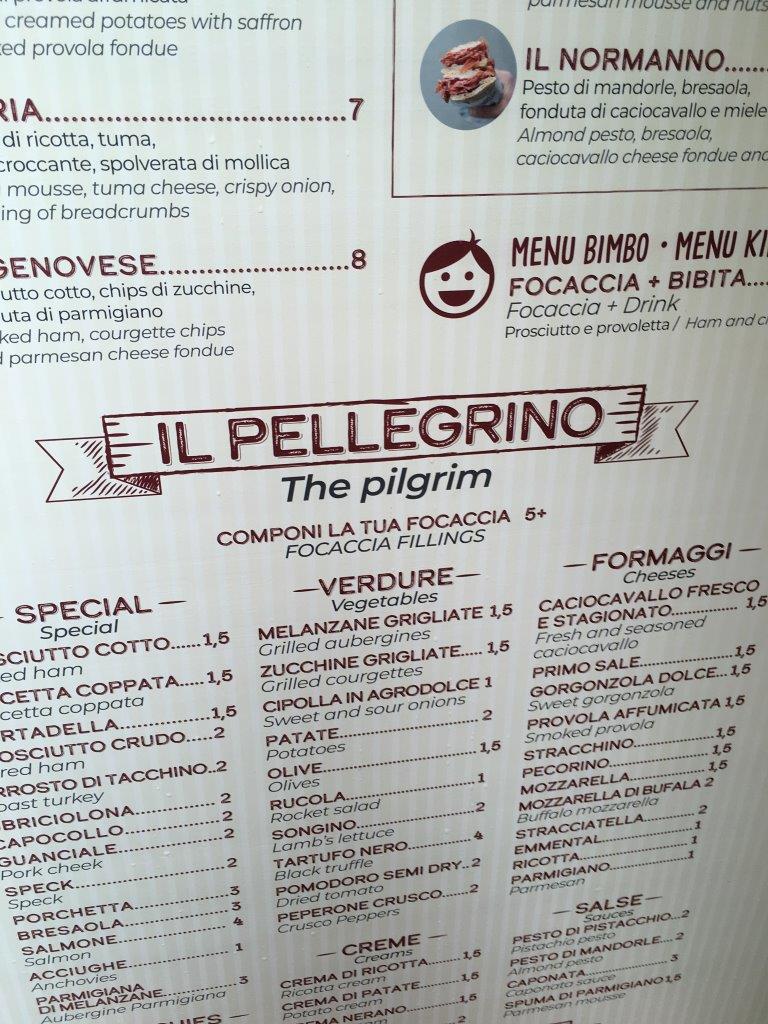 creamed potatoes with saffron
provola fondue
RIA 7
di ricotta, tuma,
croccante, spolverata di mollica
mousse, tuma cheese, crispy onion,
of breadcrumbs
GENOVESE 8
cotto, chips di zucchine,
di parmigiano
ham, courgette chips
parmesan cheese fondue
parmesan mousse and nuts
IL NORMANNO
Pesto di mandorle, bresaola,
fonduta di caciocavallo e miele
Almond pesto, bresaola,
caciocavallo cheese fondue and
MENU BIMBO • MENU
FOCACCIA + BIBITA
Focaccia + Drink
Prosciutto e provoletta / Ham and
IL PELLEGRINO
The pilgrim
COMPONI LA TUA FOCACCIA 5+
FOCACCIA FILLINGS
SPECIAL
Special
SCIUTTO COTTO 1,5
ed ham
CETTA COPPATA 1,5
cetta coppata
RTADELLA 1,5
OSCIUTTO CRUDO 2
red ham
RROSTO DI TACCHINO 2
oast turkey
BRICIOLONA 2
CAPOCOLLO 2
GUANCIALE 2
Pork cheek
SPECK 2
Speck
PORCHETTA 3
BRESAOLA 3
SALMONE 4
Salmon
ACCIUGHE 1
Anchovies
PARMIGIANA
DI MELANZANE 3
Aubergine Parmigiana
VERDURE
Vegetables
MELANZANE GRIGLIATE 1,5
Grilled aubergines
ZUCCHINE GRIGLIATE 1,5
Grilled courgettes
CIPOLLA IN AGRODOLCE 1
Sweet and sour onions
PATATE 2
Potatoes
OLIVE 1,5
Olives
RUCOLA 1
Rocket salad
SONGINO 2
Lamb's lettuce
TARTUFO NERO 4
Black truffle
POMODORO SEMI DRY 2
Dried tomato
PEPERONE CRUSCO 2
Crusco Peppers
CREME
Creams
CREMA DI RICOTTA 1,5
Ricotta cream
CREMA DI PATATE 1,5
Potato cream
CREMA NERANO 1,5
2
FORMAGGI
Cheeses
CACIOCAVALLO FRESCO
E STAGIONATO 1,5
Fresh and seasoned
caciocavallo
PRIMO SALE 1,5
GORGONZOLA DOLCE 1,5
Sweet gorgonzola
PROVOLA AFFUMICATA 1,5
Smoked provola
STRACCHINO 1,5
PECORINO 1,5
MOZZARELLA 1,5
MOZZARELLA DI BUFALA 2
Buffalo mozzarella
STRACCIATELLA 2
EMMENTAL 1
RICOTTA 1
PARMIGIANO 1
Parmesan
SALSE
Sauces
PESTO DI PISTACCHIO 2
Pistachio pesto
PESTO DI MANDORLE 2
Almond pesto
CAPONATA 3
Caponata sauce
SPUMA DI PARMIGIANO 1,5
Parmesan mousse